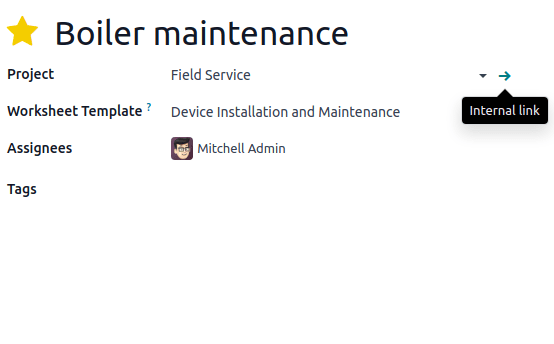 Boiler maintenance
Project Field Service
Internal link
Worksheet Template ? Device Installation and Maintenance
Assignees Mitchell Admin
Tags